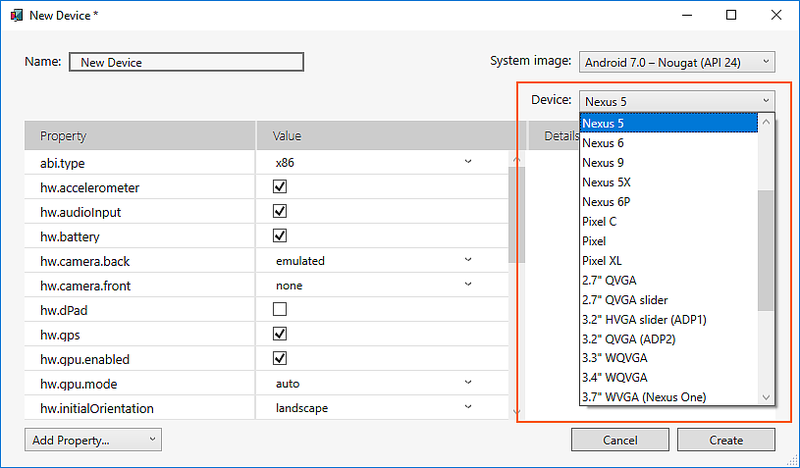 New Device *
Name: New Device
System image: Android 7.0 – Nougat (API 24)
Device: Nexus 5
Property Value Details
abi.type x86
hw.accelerometer
hw.audioInput
hw.battery
hw.camera.back emulated
hw.camera.front none
hw.dPad
hw.gps
hw.gpu.enabled
hw.gpu.mode auto
hw.initialOrientation landscape
Nexus 5
Nexus 6
Nexus 9
Nexus 5X
Nexus 6P
Pixel C
Pixel
Pixel XL
2.7" QVGA
2.7" QVGA slider
3.2" HVGA slider (ADP1)
3.2" QVGA (ADP2)
3.3" WQVGA
3.4" WQVGA
3.7" WVGA (Nexus One)
Add Property...
Cancel
Create